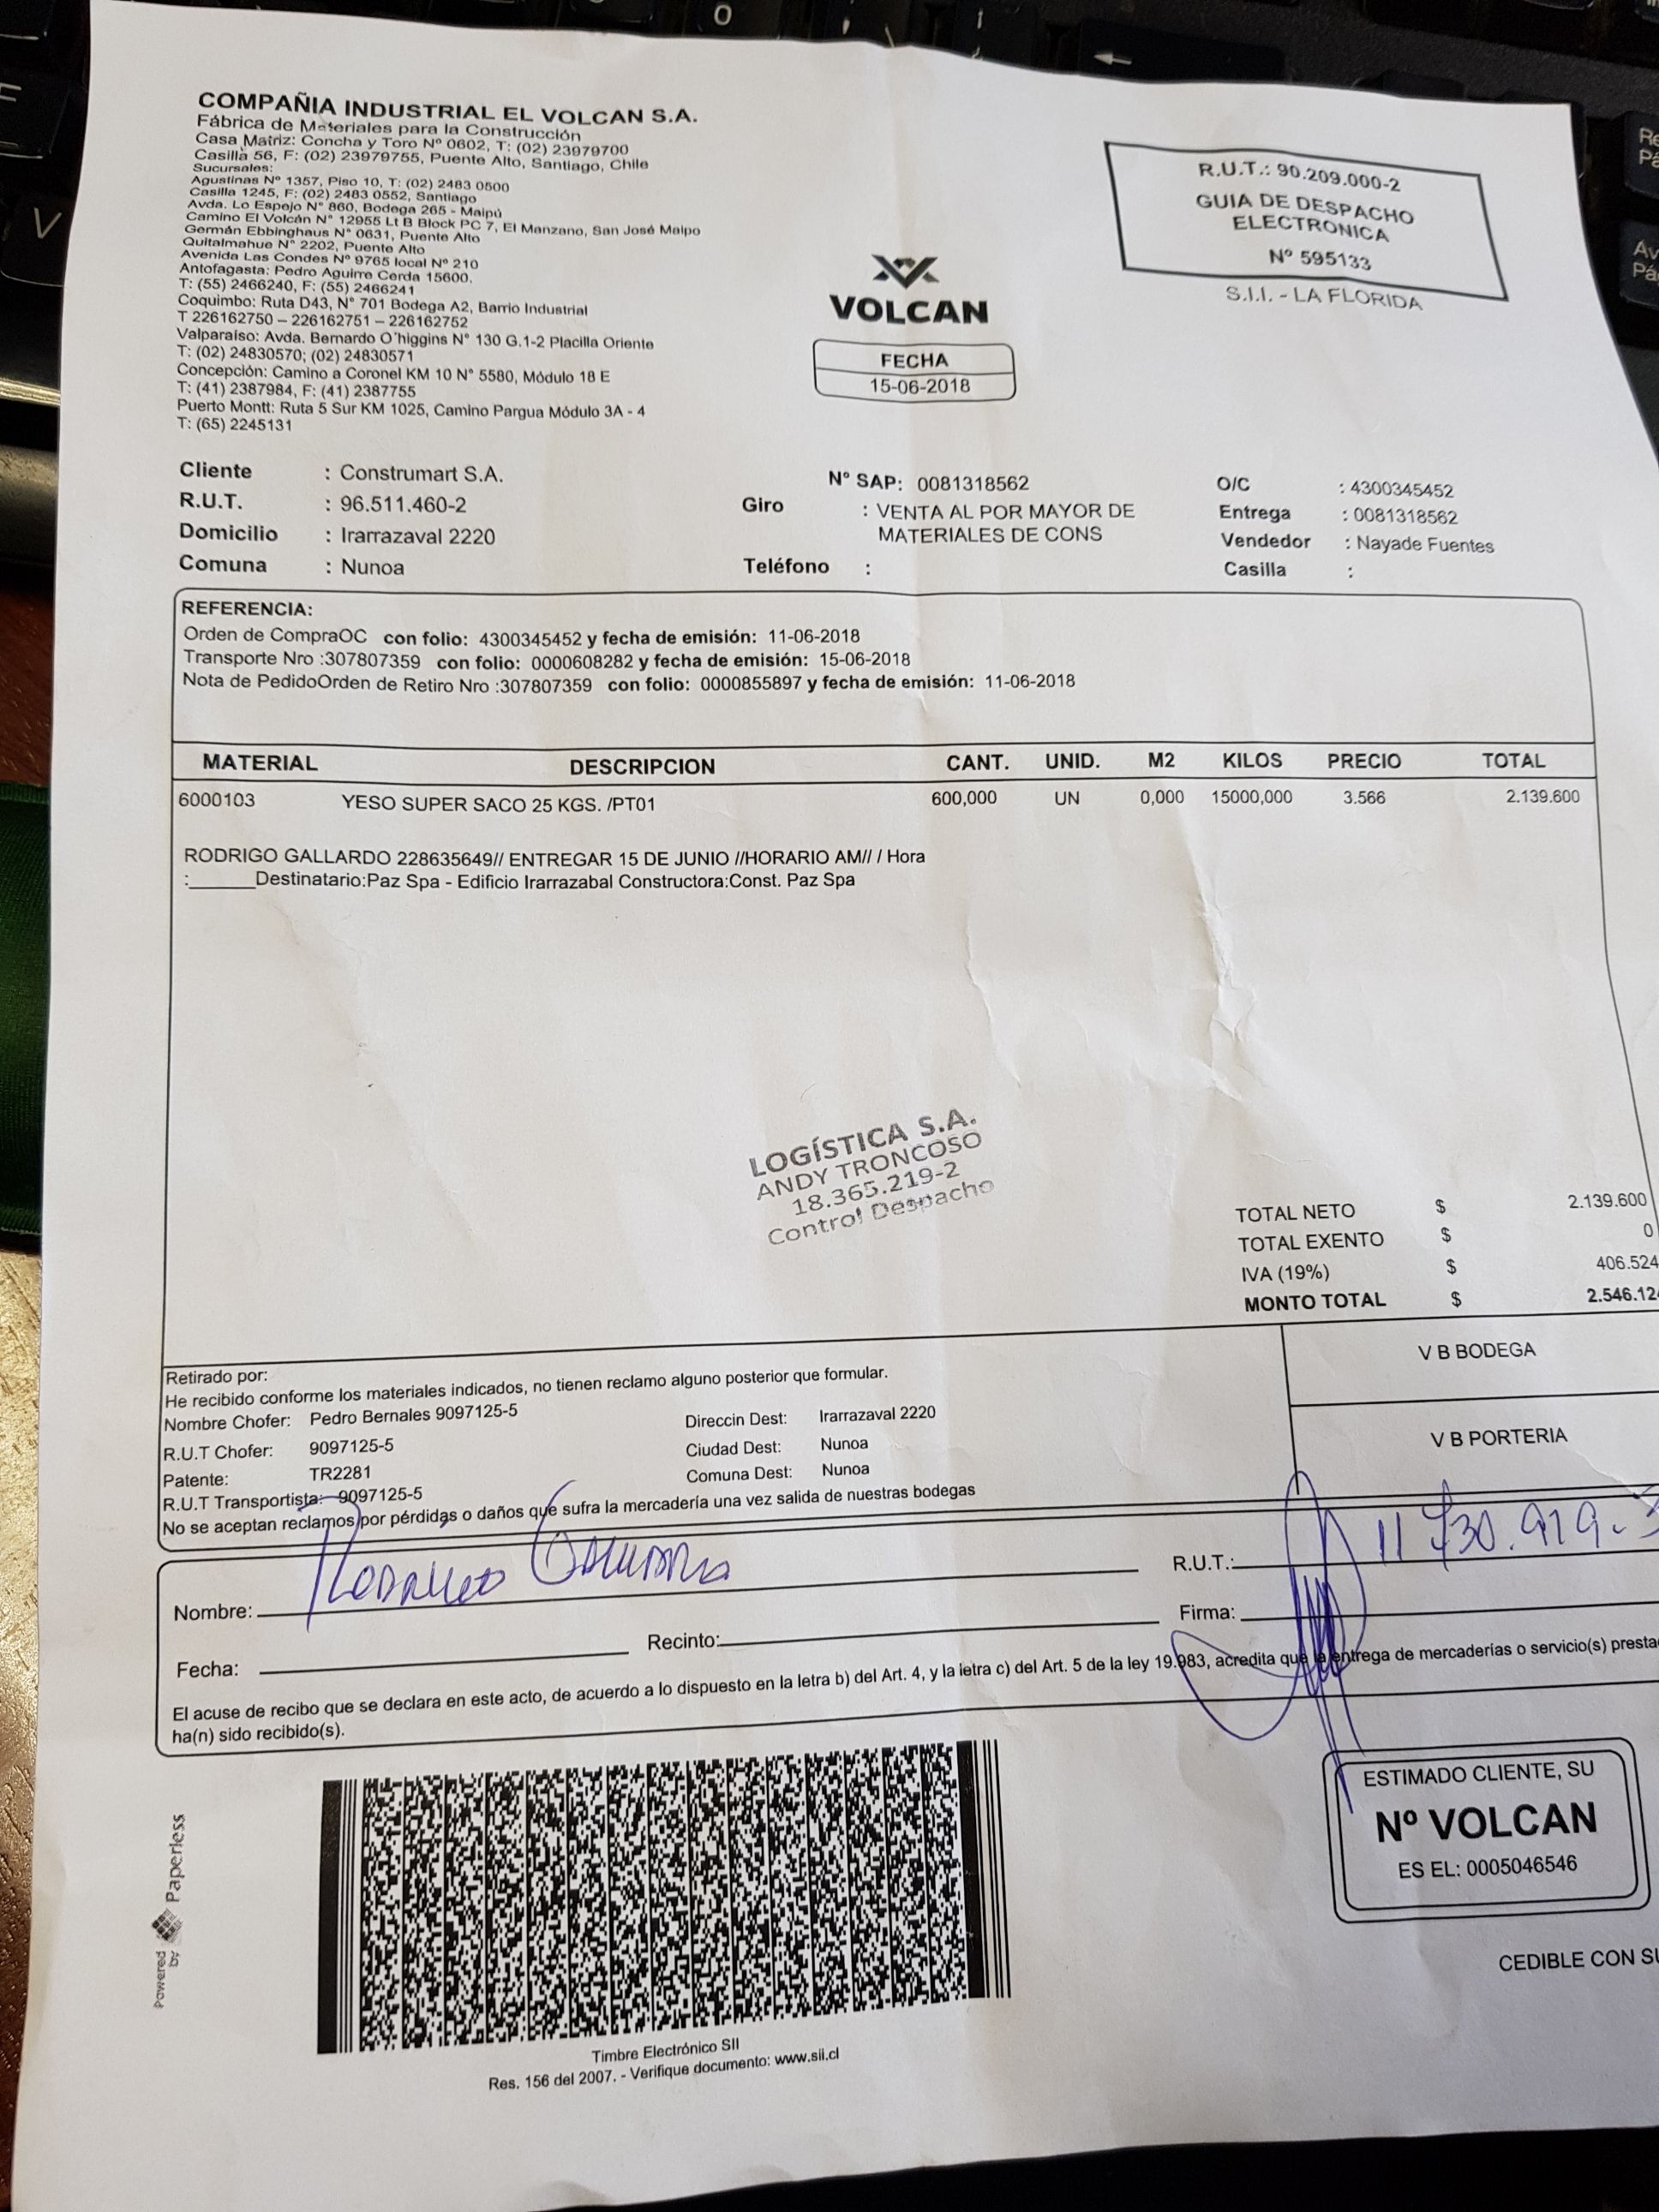 COMPAÑIA INDUSTRIAL EL VOLCAN S.A.
Fábrica de Materiales para la Construcción
Casa Matriz: Concha y Toro Nº 0602, T: (02) 23979700
Casilla 56, F: (02) 23979755, Puente Alto, Santiago, Chile
Sucursales:
Agustinas Nº 1357, Piso 10, T: (02) 2483 0500
Casilla 1245, F: (02) 2483 0552, Santiago
Avda. Lo Espejo N° 860, Bodega 265 - Maipú
Camino El Volcán N° 12955 Lt B Block PC 7, El Manzano, San José Maipo
Germán Ebbinghaus N° 0631, Puente Alto
Quitalmahue N° 2202, Puente Alto
Avenida Las Condes Nº 9765 local Nº 210
Antofagasta: Pedro Aguirre Cerda 15600.
T: (55) 2466240, F: (55) 2466241
Coquimbo: Ruta D43, N° 701 Bodega A2, Barrio Industrial
T 226162750 – 226162751 – 226162752
Valparaíso: Avda. Bernardo O´higgins N° 130 G.1-2 Placilla Oriente
T: (02) 24830570; (02) 24830571
Concepción: Camino a Coronel KM 10 N° 5580, Módulo 18 E
T: (41) 2387984, F: (41) 2387755
Puerto Montt: Ruta 5 Sur KM 1025, Camino Pargua Módulo 3A - 4
T: (65) 2245131
VOLCAN
FECHA
15-06-2018
R.U.T.: 90.209.000-2
GUIA DE DESPACHO
ELECTRONICA
Nº 595133
S.I.I. - LA FLORIDA
Cliente : Construmart S.A.
R.U.T. : 96.511.460-2
Domicilio : Irarrazaval 2220
Comuna : Nunoa
Nº SAP: 0081318562
Giro : VENTA AL POR MAYOR DE
MATERIALES DE CONS
Teléfono :
O/C : 4300345452
Entrega : 0081318562
Vendedor : Nayade Fuentes
Casilla :
REFERENCIA:
Orden de CompraOC con folio: 4300345452 y fecha de emisión: 11-06-2018
Transporte Nro :307807359 con folio: 0000608282 y fecha de emisión: 15-06-2018
Nota de PedidoOrden de Retiro Nro :307807359 con folio: 0000855897 y fecha de emisión: 11-06-2018
MATERIAL DESCRIPCION CANT. UNID. M2 KILOS PRECIO TOTAL
6000103 YESO SUPER SACO 25 KGS. /PT01 600,000 UN 0,000 15000,000 3.566 2.139.600
RODRIGO GALLARDO 228635649// ENTREGAR 15 DE JUNIO //HORARIO AM// / Hora
:______Destinatario:Paz Spa - Edificio Irarrazabal Constructora:Const. Paz Spa
LOGÍSTICA S.A.
ANDY TRONCOSO
18.365.219-2
Control Despacho
TOTAL NETO $ 2.139.600
TOTAL EXENTO $ 0
IVA (19%) $ 406.524
MONTO TOTAL $ 2.546.12
Retirado por:
He recibido conforme los materiales indicados, no tienen reclamo alguno posterior que formular.
Nombre Chofer: Pedro Bernales 9097125-5
R.U.T Chofer: 9097125-5
Patente: TR2281
R.U.T Transportista: 9097125-5
Direccin Dest: Irarrazaval 2220
Ciudad Dest: Nunoa
Comuna Dest: Nunoa
No se aceptan reclamos por pérdidas o daños que sufra la mercadería una vez salida de nuestras bodegas
V B BODEGA
V B PORTERIA
Nombre:
R.U.T.:
Fecha:
Recinto:
Firma:
El acuse de recibo que se declara en este acto, de acuerdo a lo dispuesto en la letra b) del Art. 4, y la letra c) del Art. 5 de la ley 19.983, acredita que la entrega de mercaderías o servicio(s) presta
ha(n) sido recibido(s).
Powered by Paperless
Timbre Electrónico SII
Res. 156 del 2007. - Verifique documento: www.sii.cl
ESTIMADO CLIENTE, SU
Nº VOLCAN
ES EL: 0005046546
CEDIBLE CON SU